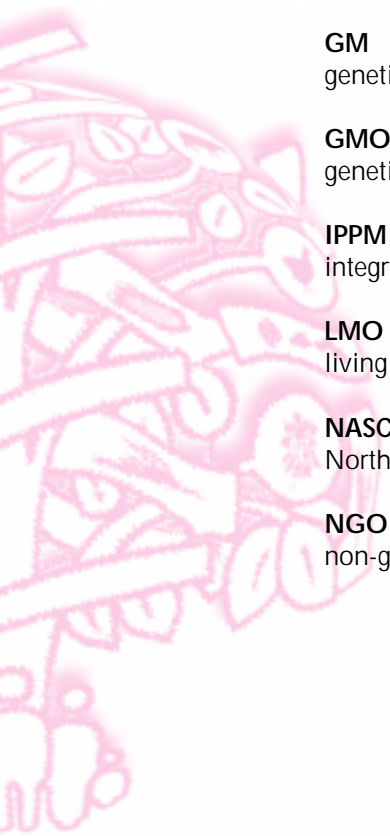 GM
geneti
GMO
geneti
IPPM
integr
LMO
living
NASC
North
NGO
non-g